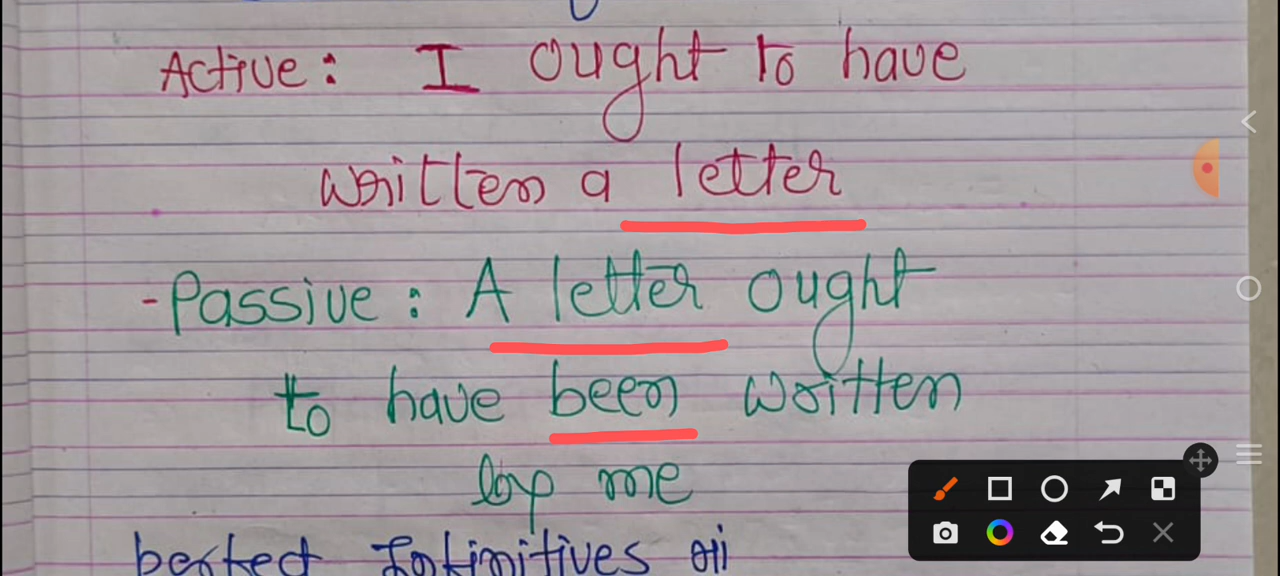 Active: I ought to have
written a letter
-Passive: A letter ought
to have been written
by me
perfect Infinitives